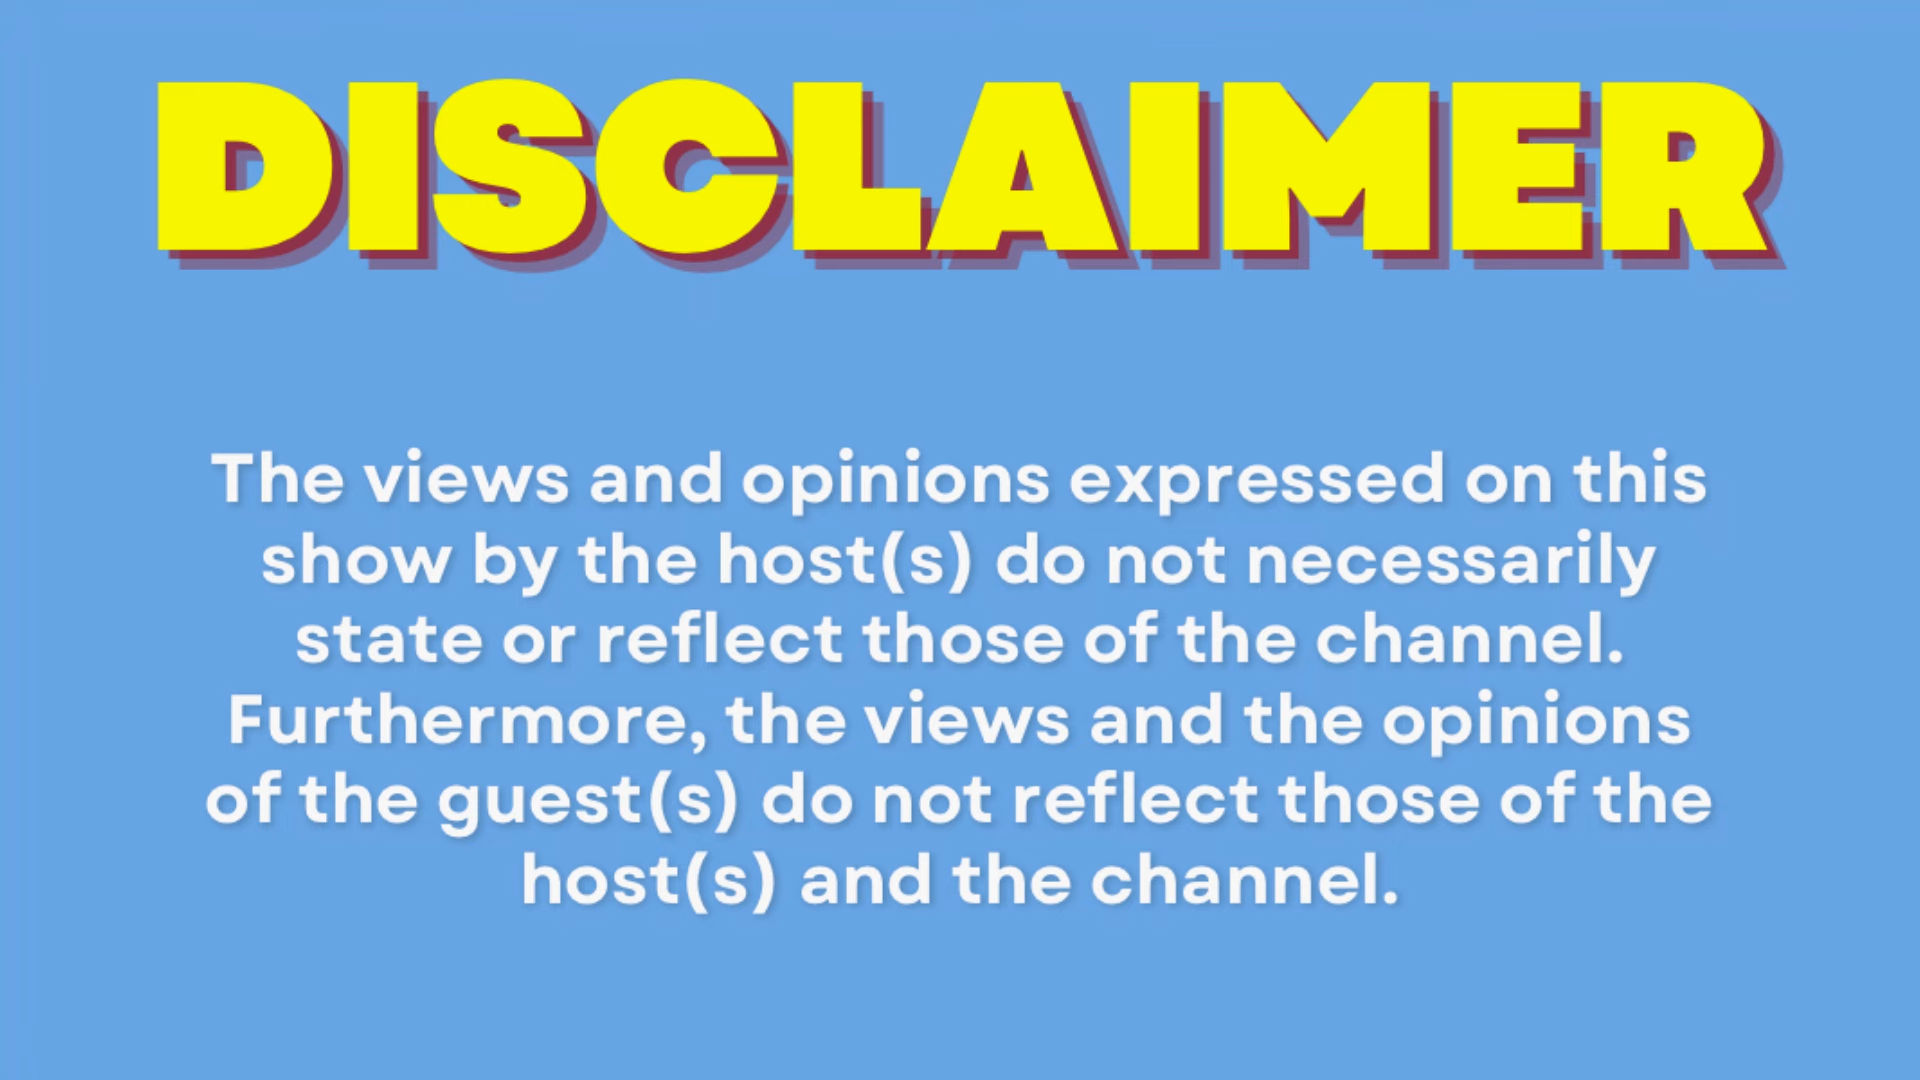 DISCLAIMER
The views and opinions expressed on this
show by the host(s) do not necessarily
state or reflect those of the channel.
Furthermore, the views and the opinions
of the guest(s) do not reflect those of the
host(s) and the channel.